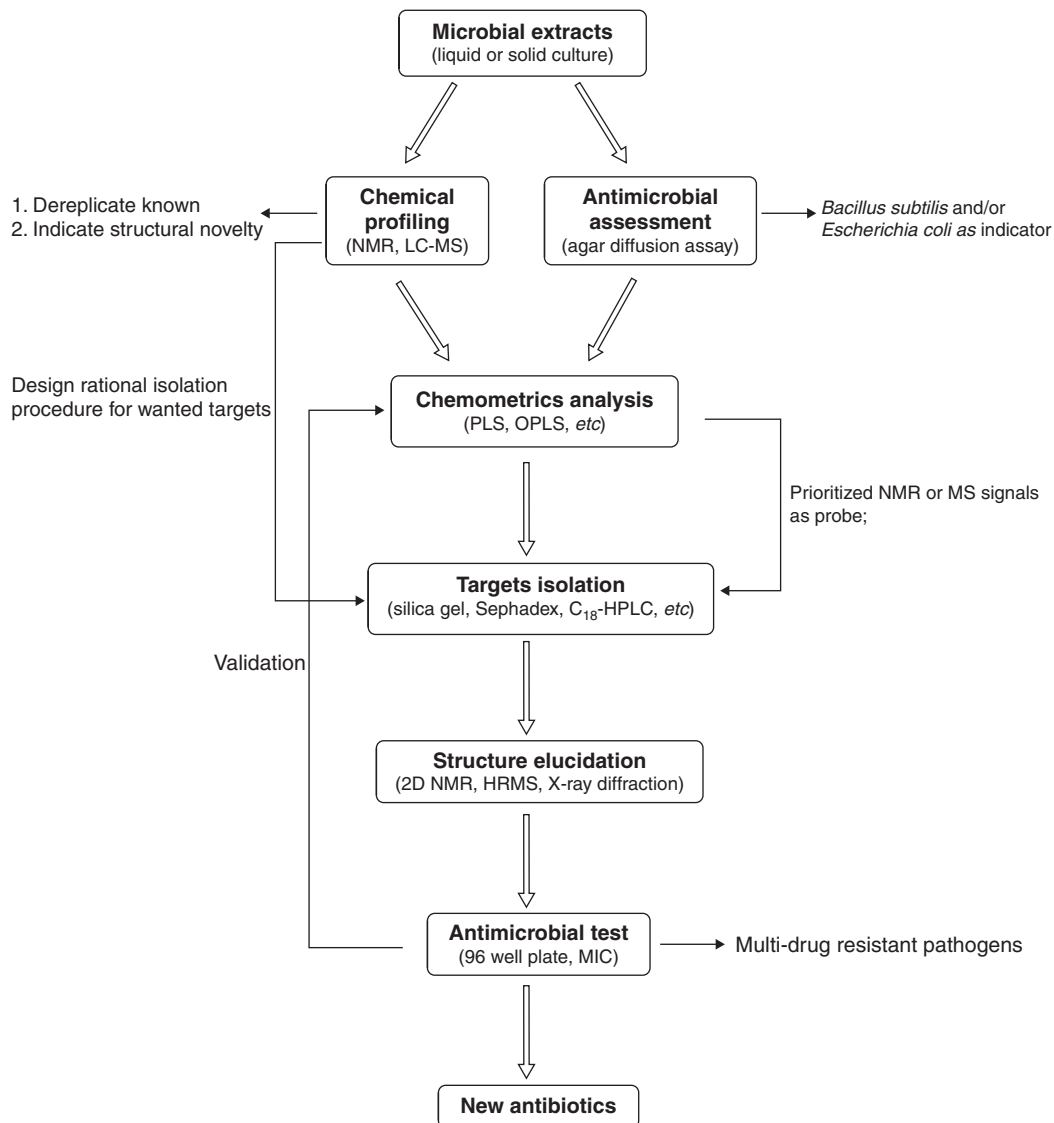 Microbial extracts
(liquid or solid culture)
1. Dereplicate known
2. Indicate structural novelty
Chemical
profiling
(NMR, LC-MS)
Antimicrobial
assessment
(agar diffusion assay)
Bacillus subtilis and/or
Escherichia coli as indicator
Design rational isolation
procedure for wanted targets
Chemometrics analysis
(PLS, OPLS, etc)
Prioritized NMR or MS signals
as probe;
Targets isolation
(silica gel, Sephadex, C₁₈-HPLC, etc)
Validation
Structure elucidation
(2D NMR, HRMS, X-ray diffraction)
Antimicrobial test
(96 well plate, MIC)
Multi-drug resistant pathogens
New antibiotics